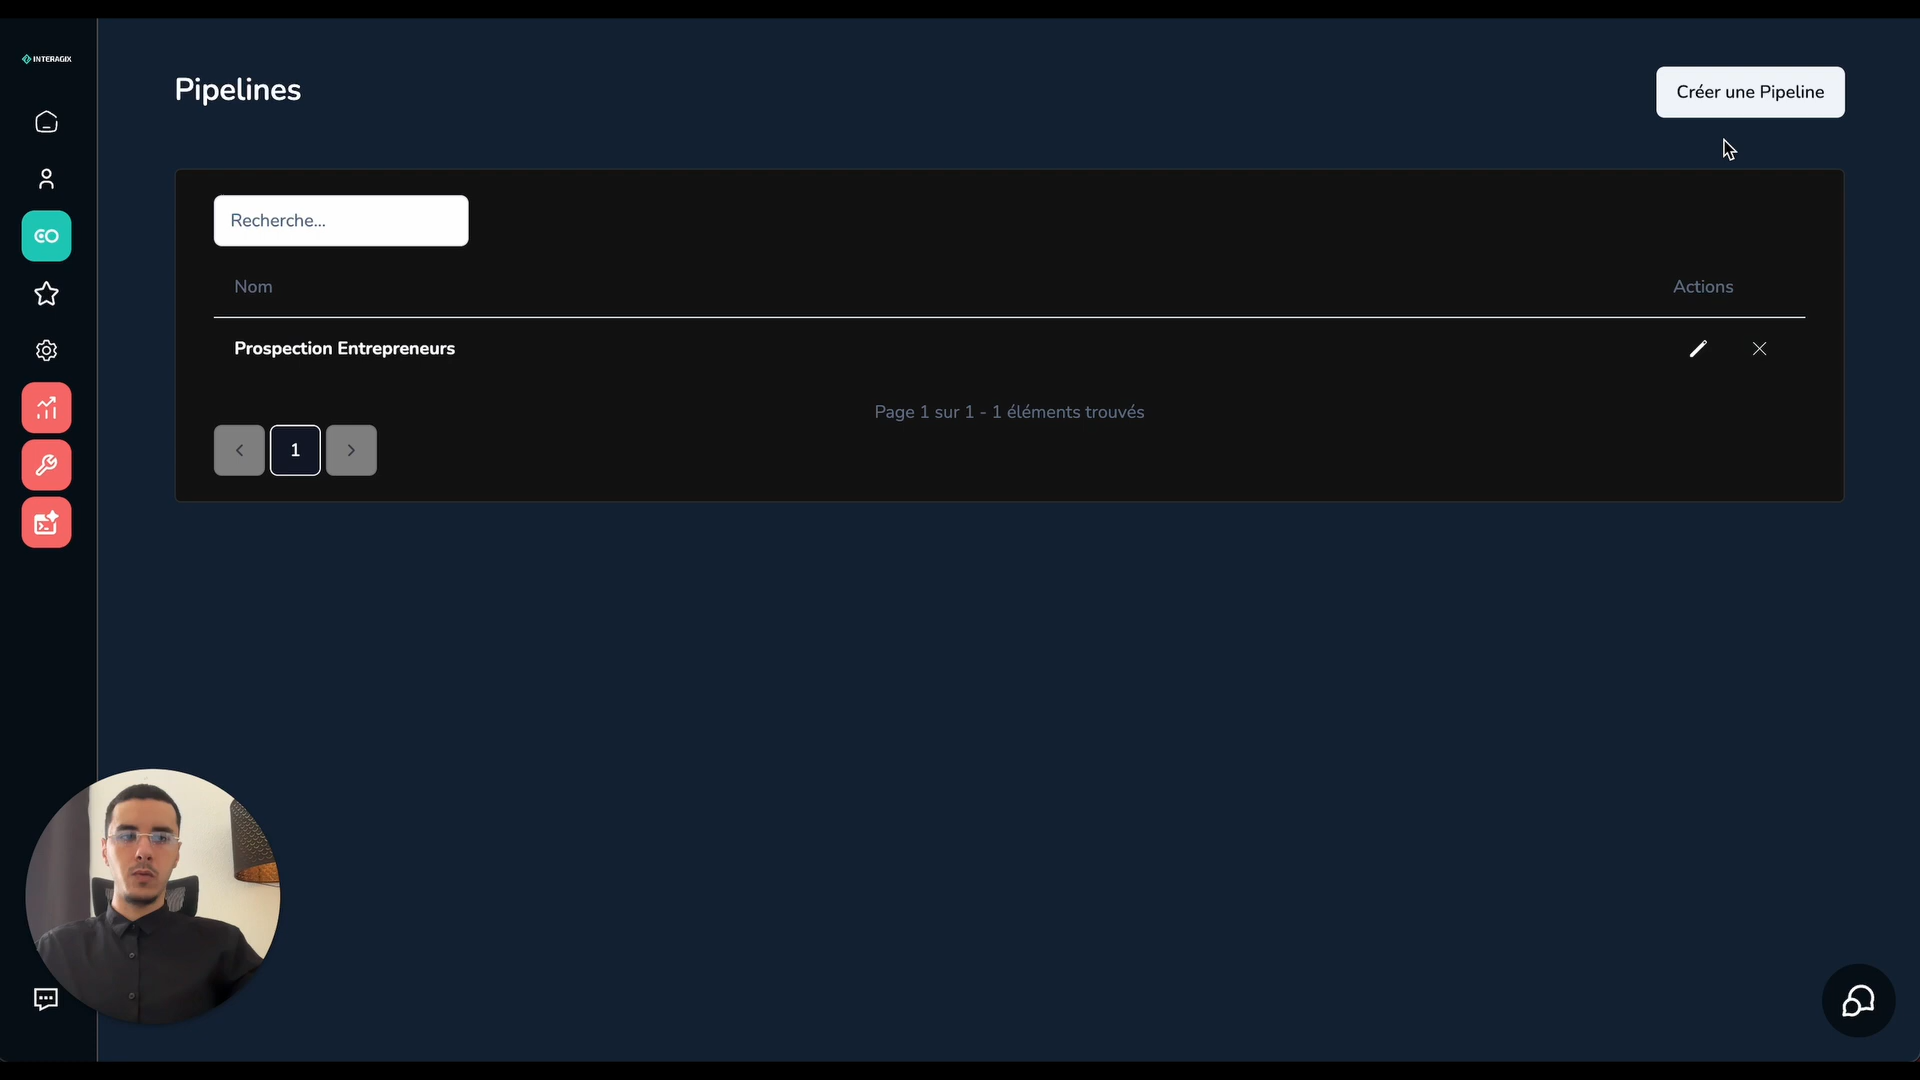 INTERAGIX
Pipelines
Créer une Pipeline
Recherche...
Nom
Actions
Prospection Entrepreneurs
Page 1 sur 1 - 1 éléments trouvés
1